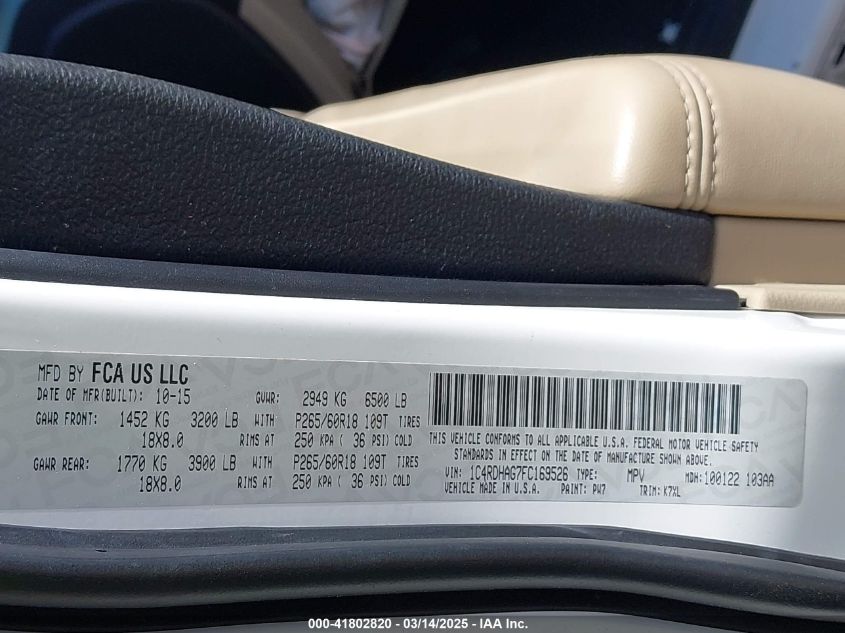 MFD BY FCA US LLC
DATE OF MFR(BUILT): 10-15 GVWR: 2949 KG 6500 LB
GAWR FRONT: 1452 KG 3200 LB WITH P265/60R18 109T TIRES
18X8.0 RIMS AT 250 KPA ( 36 PSI) COLD
GAWR REAR: 1770 KG 3900 LB WITH P265/60R18 109T TIRES
18X8.0 RIMS AT 250 KPA ( 36 PSI) COLD
THIS VEHICLE CONFORMS TO ALL APPLICABLE U.S.A. FEDERAL MOTOR VEHICLE SAFETY
STANDARDS IN EFFECT ON THE DATE OF MANUFACTURE SHOWN ABOVE.
VIN: 1C4RDHAG7FC169526 TYPE: MPV MDH: 100122 103AA
VEHICLE MADE IN U.S.A. PAINT: PW7 TRIM: K7XL
000-41802820 - 03/14/2025 - IAA Inc.